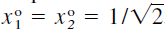 x₁° = x₂° = 1/√2